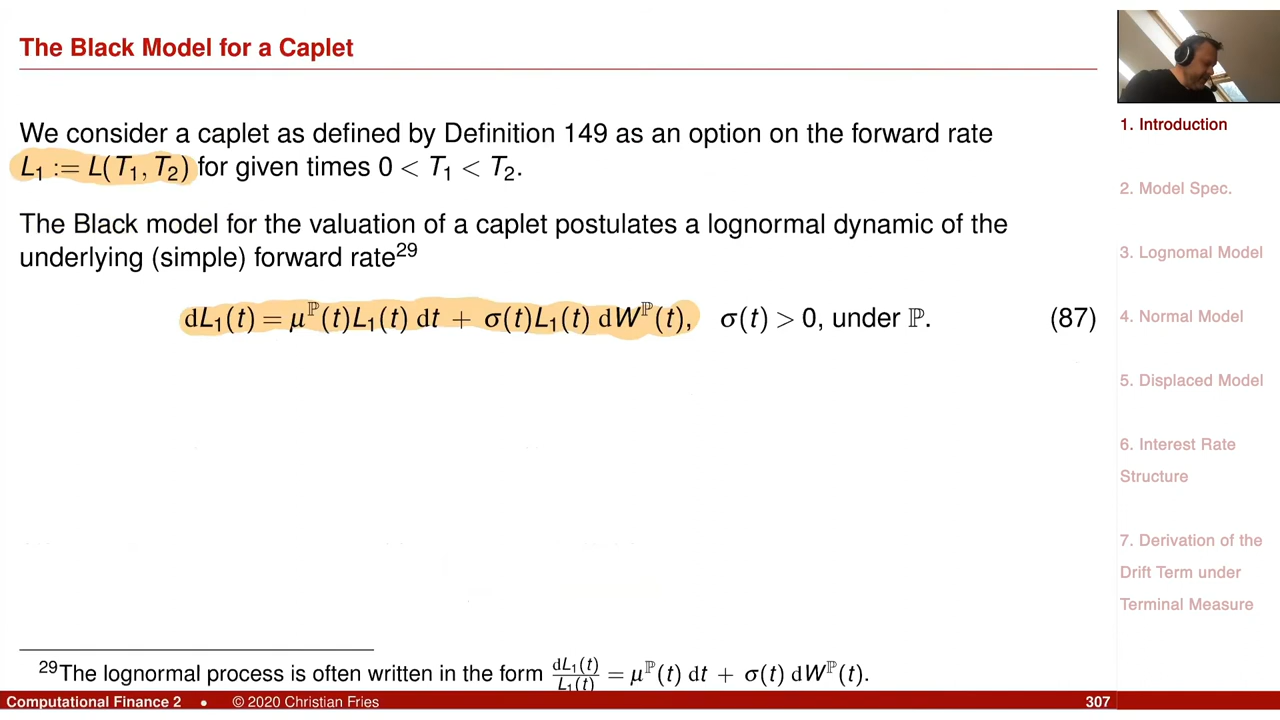 The Black Model for a Caplet
We consider a caplet as defined by Definition 149 as an option on the forward rate
L₁ := L(T₁, T₂) for given times 0 < T₁ < T₂.
The Black model for the valuation of a caplet postulates a lognormal dynamic of the
underlying (simple) forward rate²⁹
dL₁(t) = μ^ℙ(t)L₁(t) dt + σ(t)L₁(t) dW^ℙ(t), σ(t) > 0, under ℙ. (87)
²⁹The lognormal process is often written in the form dL₁(t)/L₁(t) = μ^ℙ(t) dt + σ(t) dW^ℙ(t).
Computational Finance 2 • © 2020 Christian Fries 307
1. Introduction
2. Model Spec.
3. Lognomal Model
4. Normal Model
5. Displaced Model
6. Interest Rate
Structure
7. Derivation of the
Drift Term under
Terminal Measure